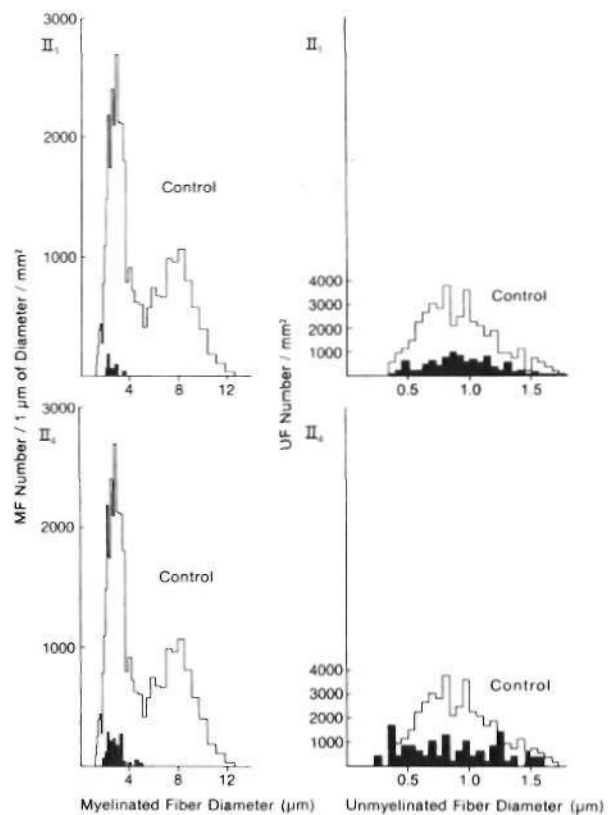 MF Number / 1 μm of Diameter / mm²
UF Number / mm²
II₁
3000
2000
1000
Control
4
8
12
II₁
4000
3000
2000
1000
Control
0.5
1.0
1.5
II₄
3000
2000
1000
Control
4
8
12
II₄
4000
3000
2000
1000
Control
0.5
1.0
1.5
Myelinated Fiber Diameter (μm)
Unmyelinated Fiber Diameter (μm)